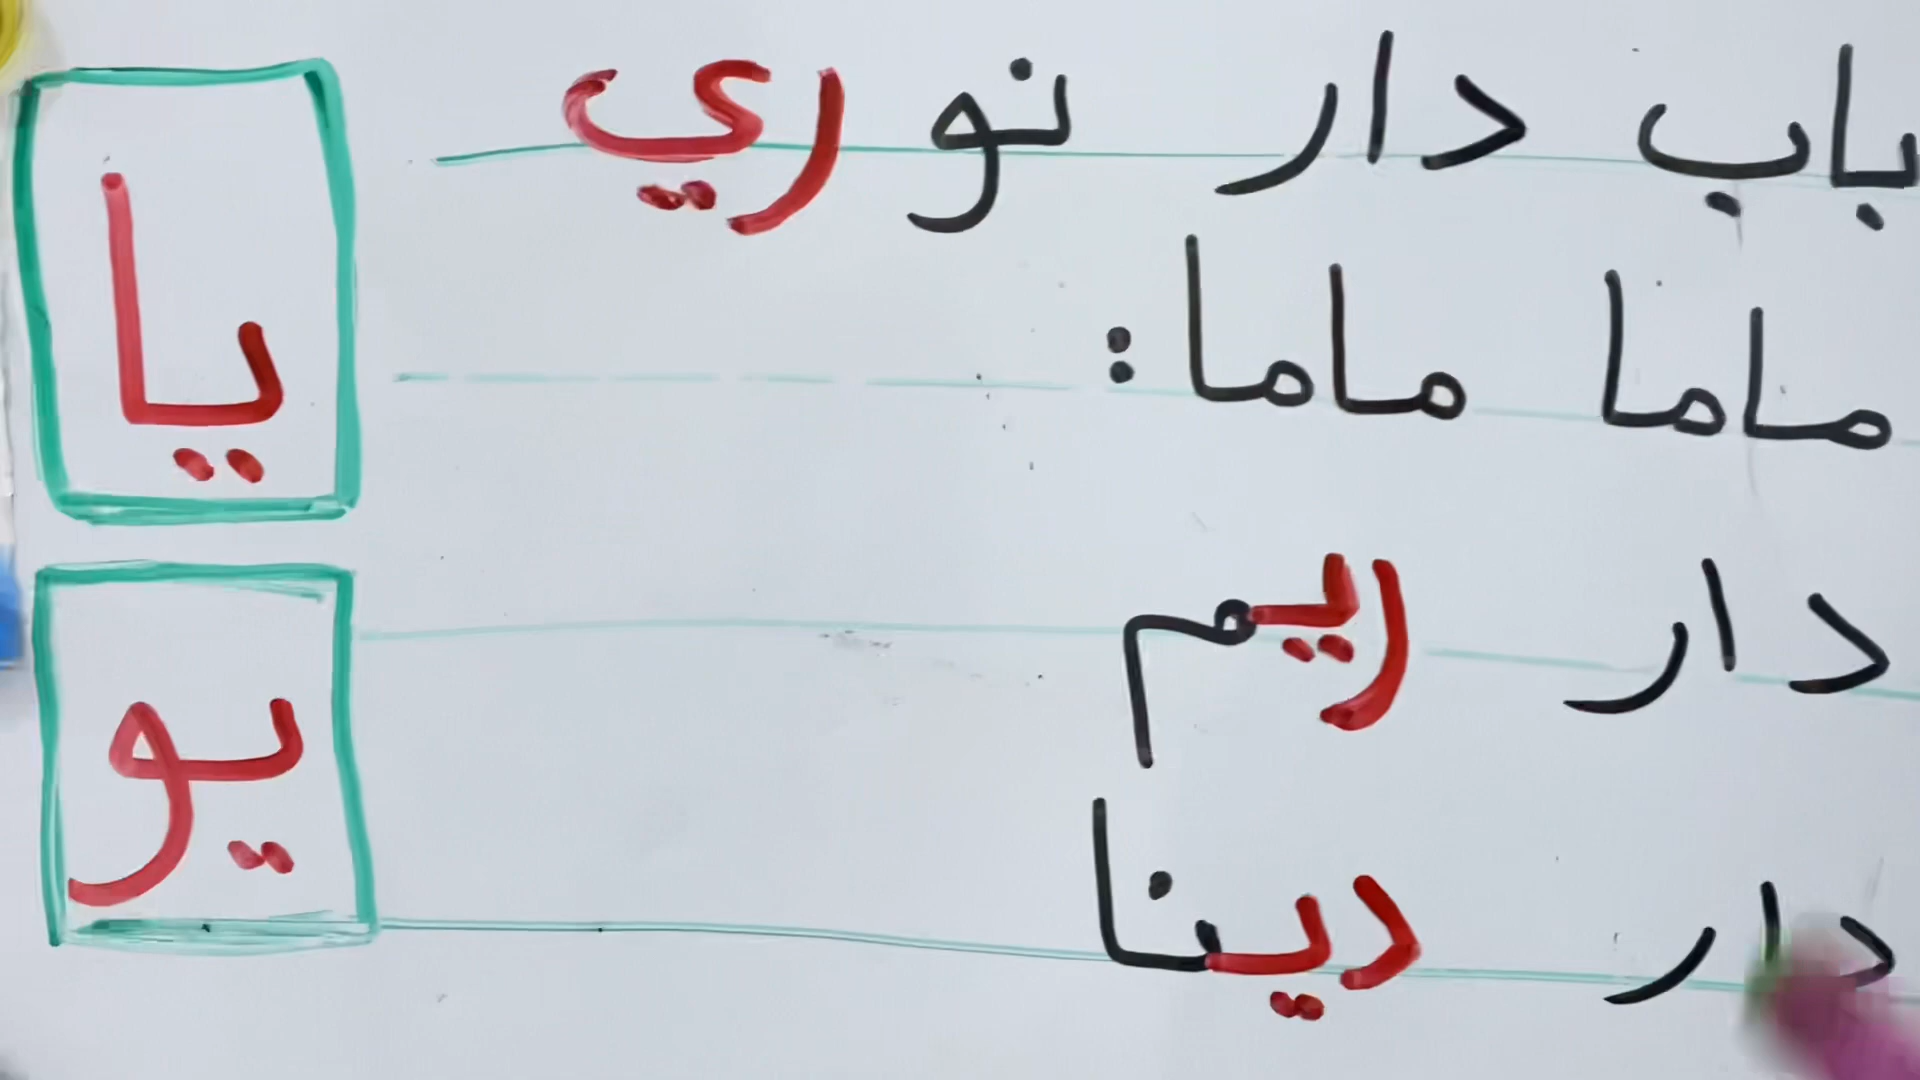 باب دار نوري
ماما ماما:
دار ريم
دار دينا
يا
يو